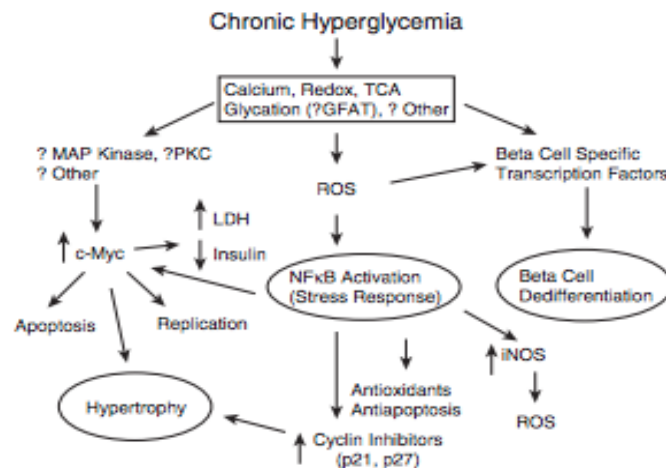 Chronic Hyperglycemia
Calcium, Redox, TCA
Glycation (?GFAT), ? Other
? MAP Kinase, ?PKC
? Other
ROS
Beta Cell Specific
Transcription Factors
LDH
c-Myc
Insulin
NFκB Activation
(Stress Response)
Beta Cell
Dedifferentiation
Apoptosis
Replication
iNOS
Antioxidants
Antiapoptosis
ROS
Hypertrophy
Cyclin Inhibitors
(p21, p27)